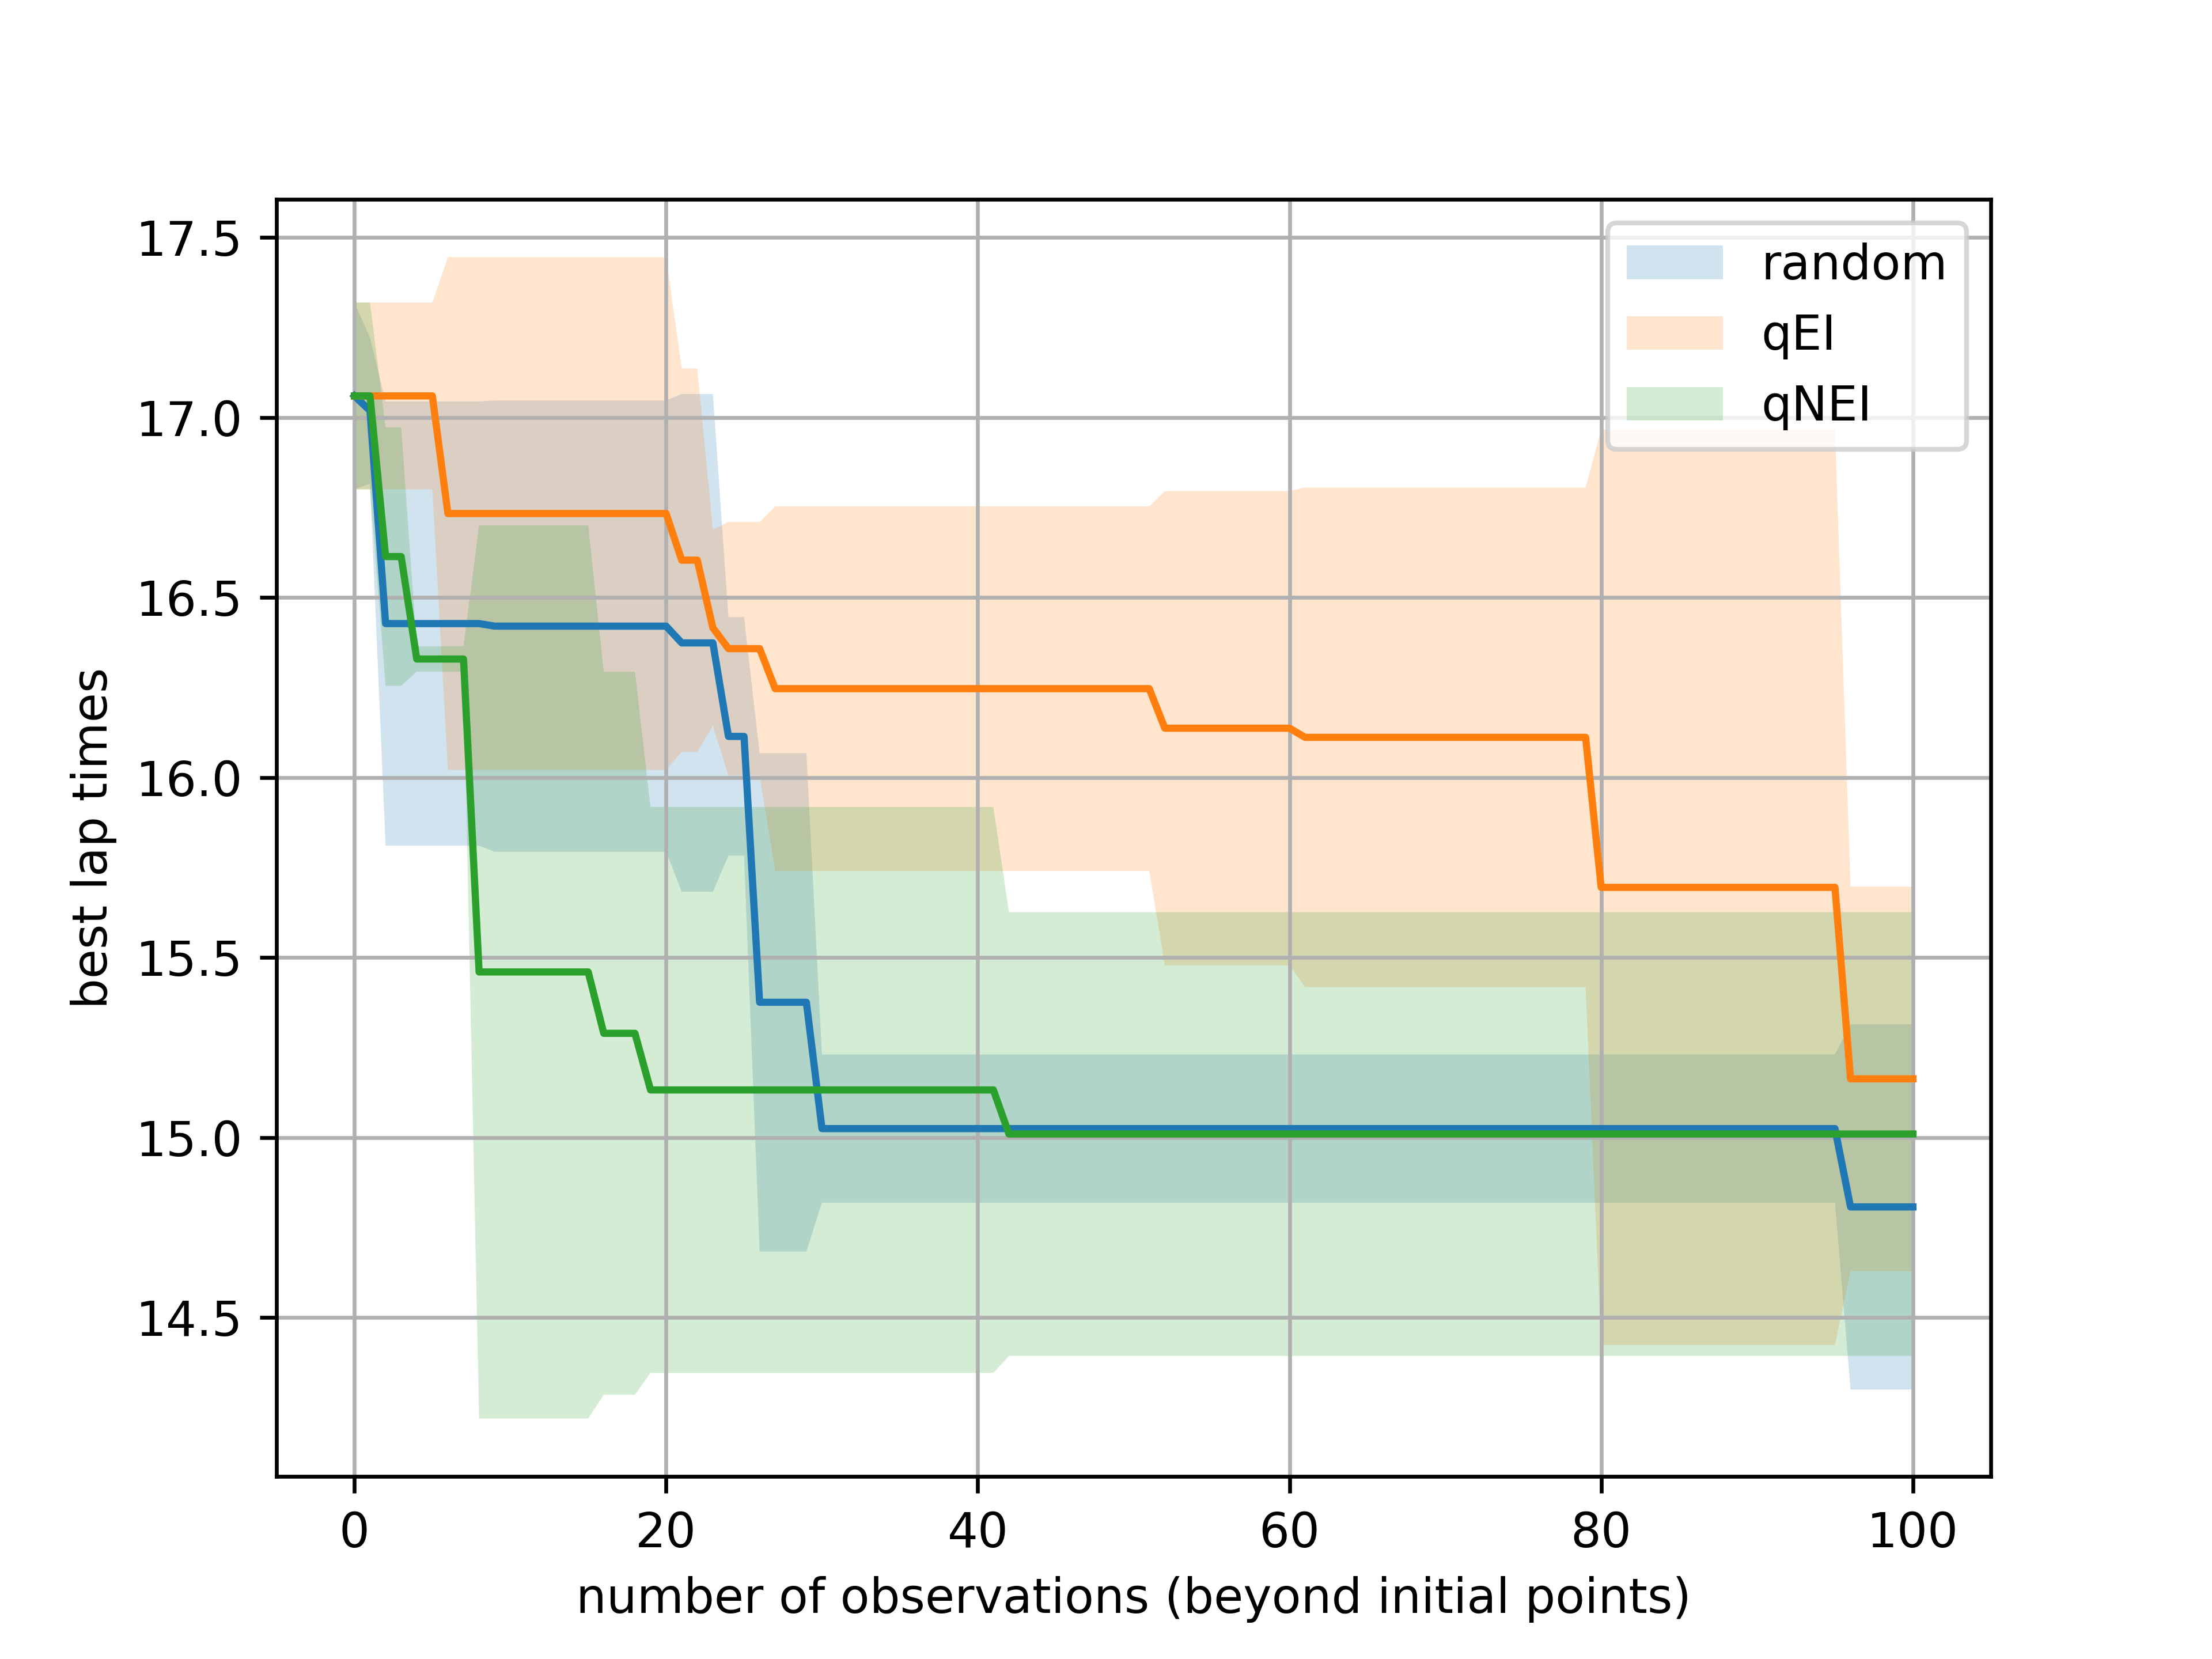 random
qEI
qNEI
17.5
17.0
16.5
16.0
15.5
15.0
14.5
best lap times
0 20 40 60 80 100
number of observations (beyond initial points)